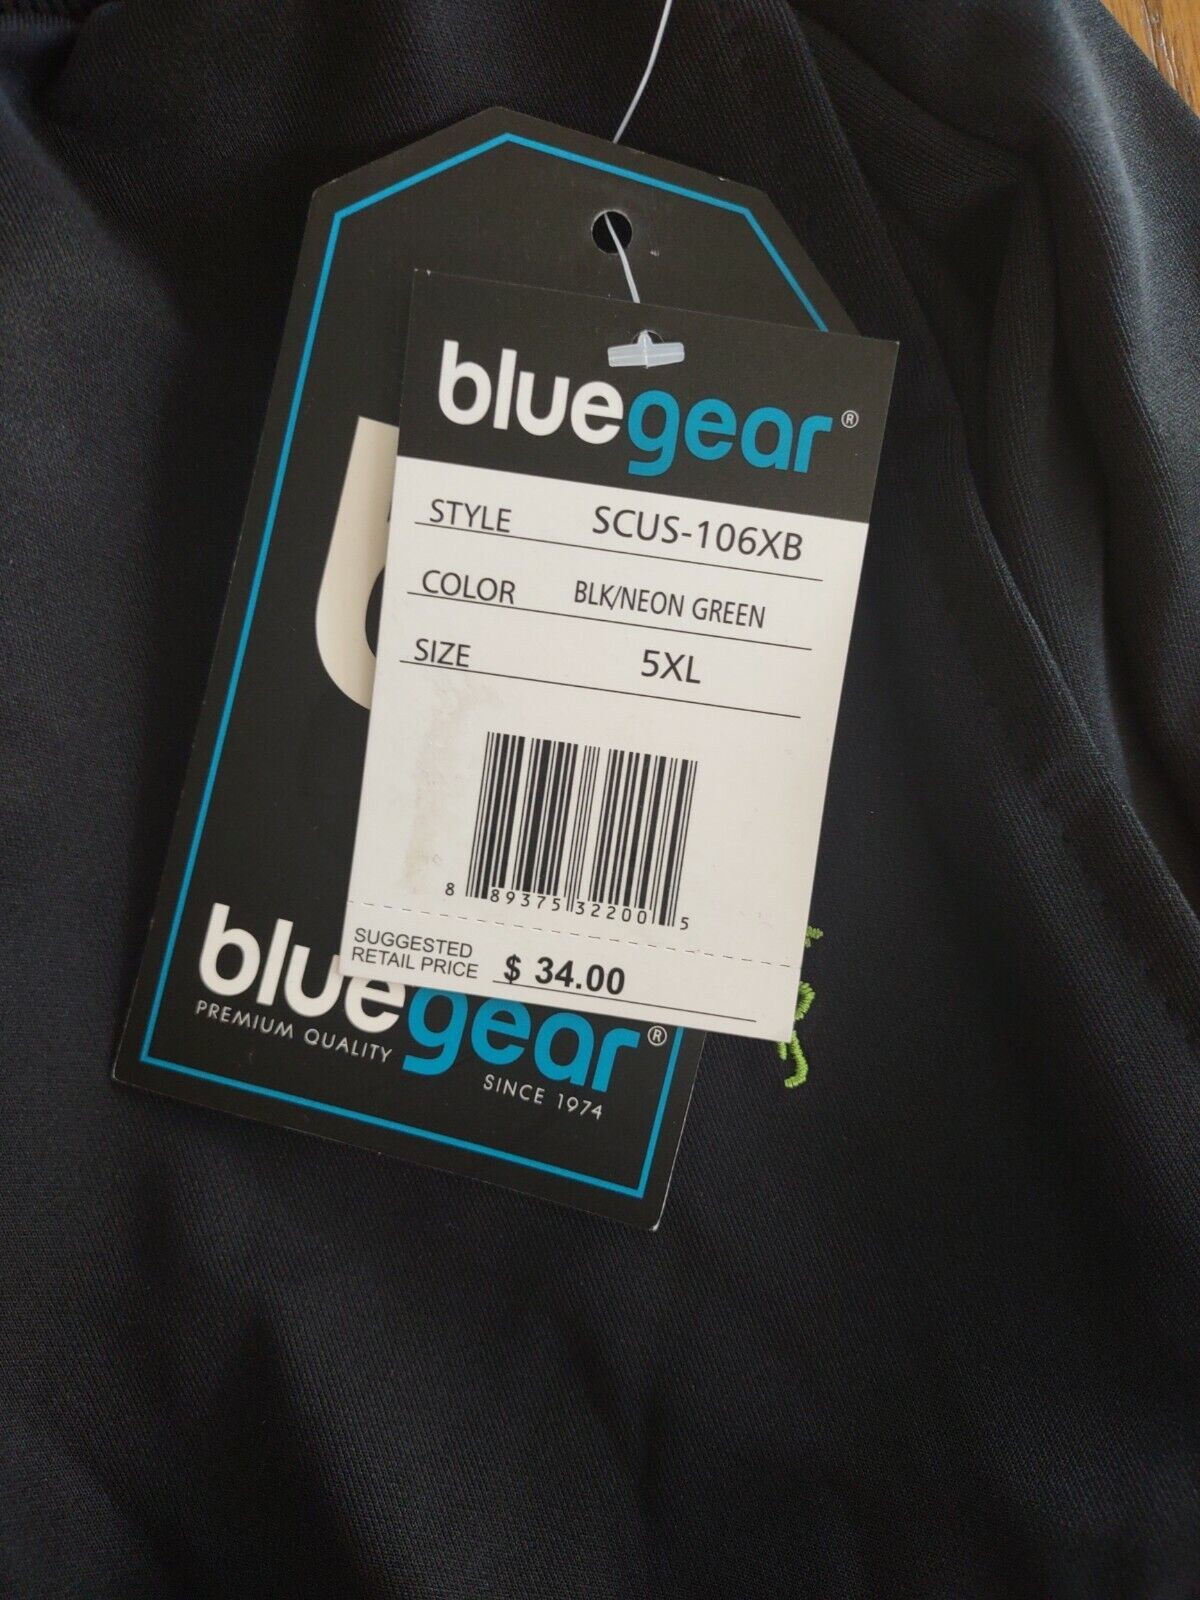 bluegear®
STYLE SCUS-106XB
COLOR BLK/NEON GREEN
SIZE 5XL
8 89375 32200 5
SUGGESTED
RETAIL PRICE $ 34.00
bluegear®
PREMIUM QUALITY
SINCE 1974